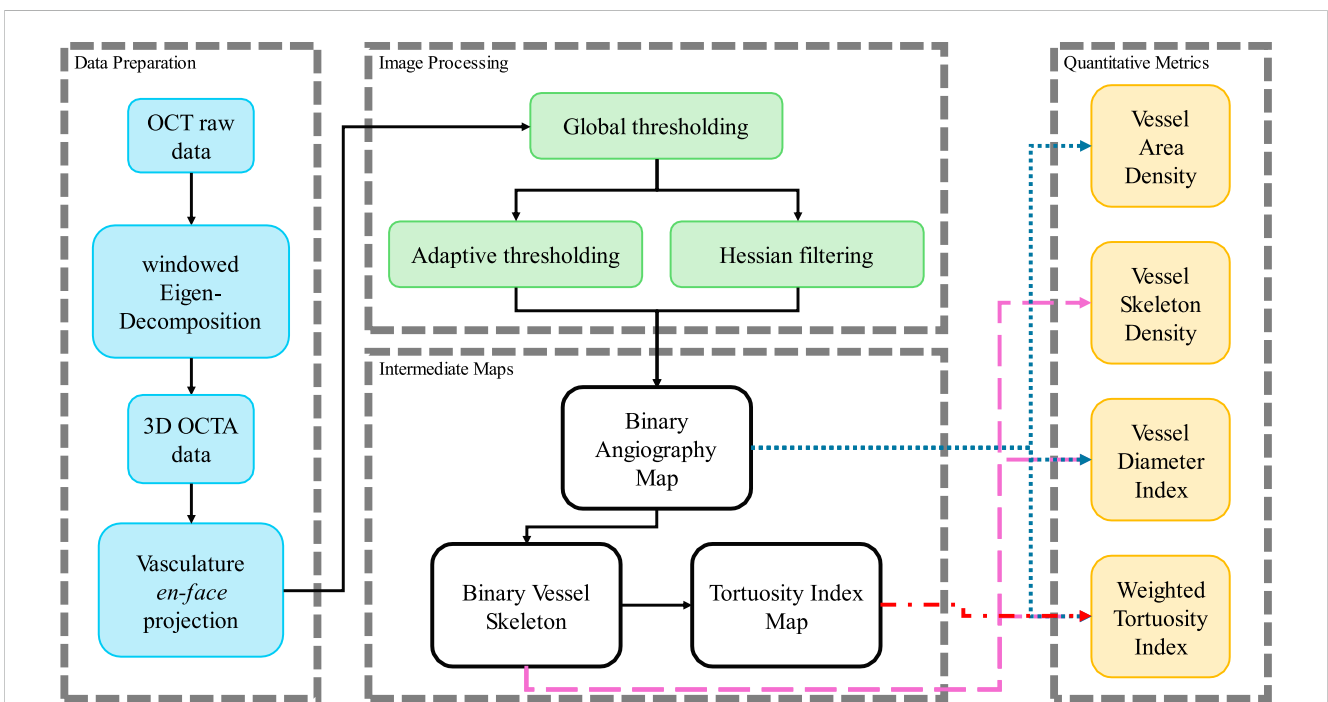 Data Preparation
OCT raw
data
windowed
Eigen-
Decomposition
3D OCTA
data
Vasculature
en-face
projection
Image Processing
Global thresholding
Adaptive thresholding
Hessian filtering
Intermediate Maps
Binary
Angiography
Map
Binary Vessel
Skeleton
Tortuosity Index
Map
Quantitative Metrics
Vessel
Area
Density
Vessel
Skeleton
Density
Vessel
Diameter
Index
Weighted
Tortuosity
Index